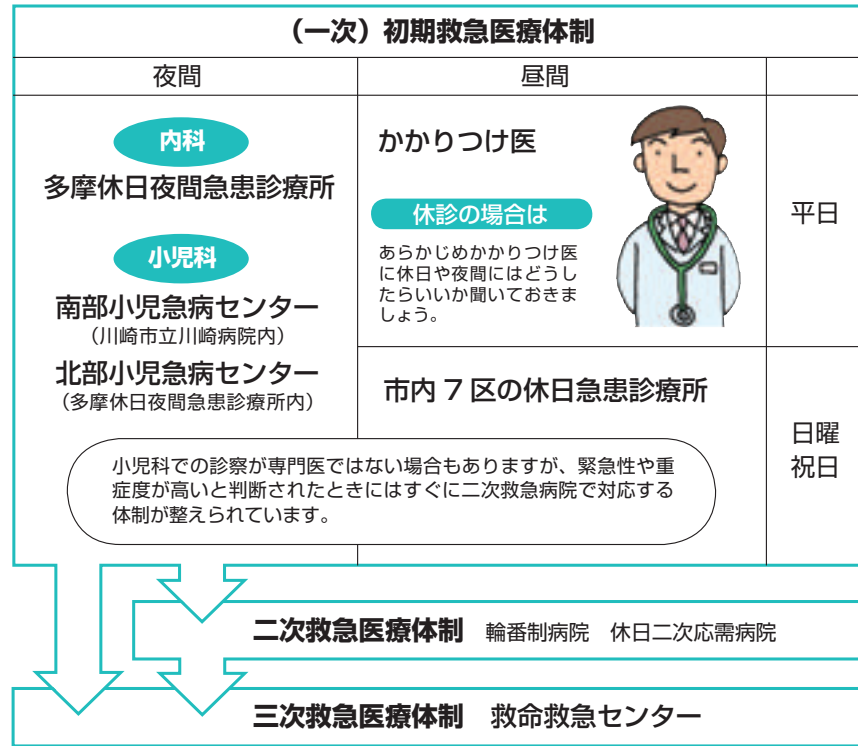 （一次）初期救急医療体制
夜間
昼間
内科
多摩休日夜間急患診療所
小児科
南部小児急病センター
（川崎市立川崎病院内）
北部小児急病センター
（多摩休日夜間急患診療所内）
かかりつけ医
休診の場合は
あらかじめかかりつけ医
に休日や夜間にはどうし
たらいいか聞いておきま
しょう。
平日
市内 7 区の休日急患診療所
日曜
祝日
小児科での診察が専門医ではない場合もありますが、緊急性や重
症度が高いと判断されたときにはすぐに二次救急病院で対応する
体制が整えられています。
二次救急医療体制 輪番制病院 休日二次応需病院
三次救急医療体制 救命救急センター